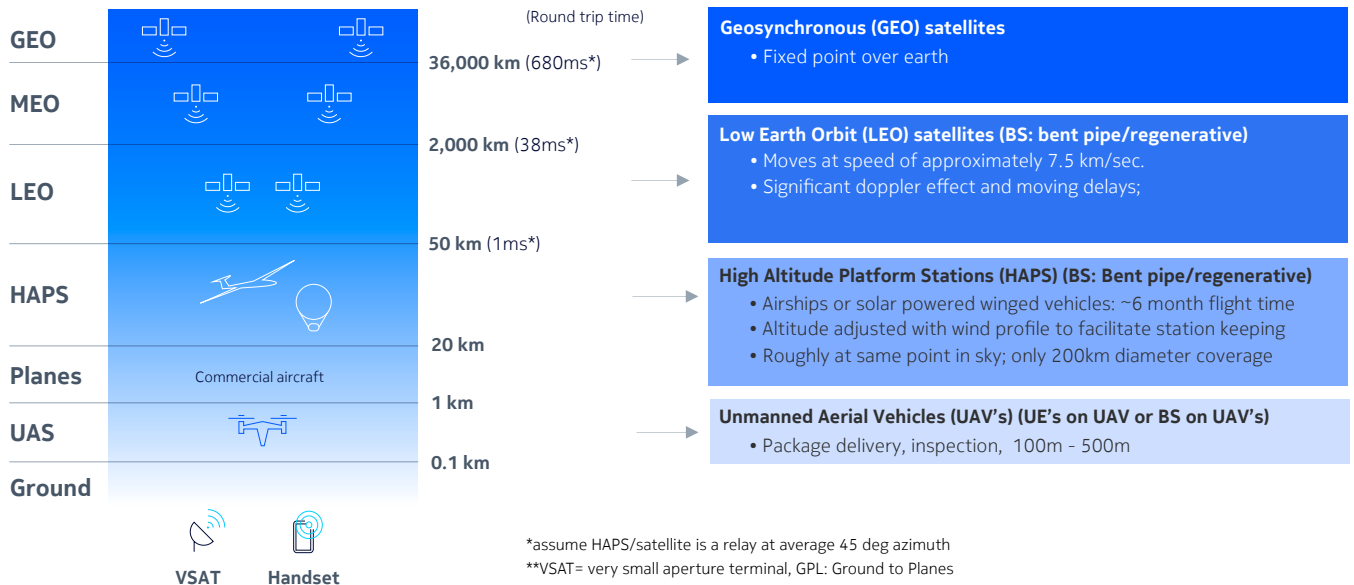 (Round trip time)
GEO
36,000 km (680ms*)
MEO
2,000 km (38ms*)
LEO
50 km (1ms*)
HAPS
20 km
Planes
Commercial aircraft
1 km
UAS
0.1 km
Ground
VSAT
Handset
Geosynchronous (GEO) satellites
• Fixed point over earth
Low Earth Orbit (LEO) satellites (BS: bent pipe/regenerative)
• Moves at speed of approximately 7.5 km/sec.
• Significant doppler effect and moving delays;
High Altitude Platform Stations (HAPS) (BS: Bent pipe/regenerative)
• Airships or solar powered winged vehicles: ~6 month flight time
• Altitude adjusted with wind profile to facilitate station keeping
• Roughly at same point in sky; only 200km diameter coverage
Unmanned Aerial Vehicles (UAV's) (UE's on UAV or BS on UAV's)
• Package delivery, inspection, 100m - 500m
*assume HAPS/satellite is a relay at average 45 deg azimuth
**VSAT= very small aperture terminal, GPL: Ground to Planes